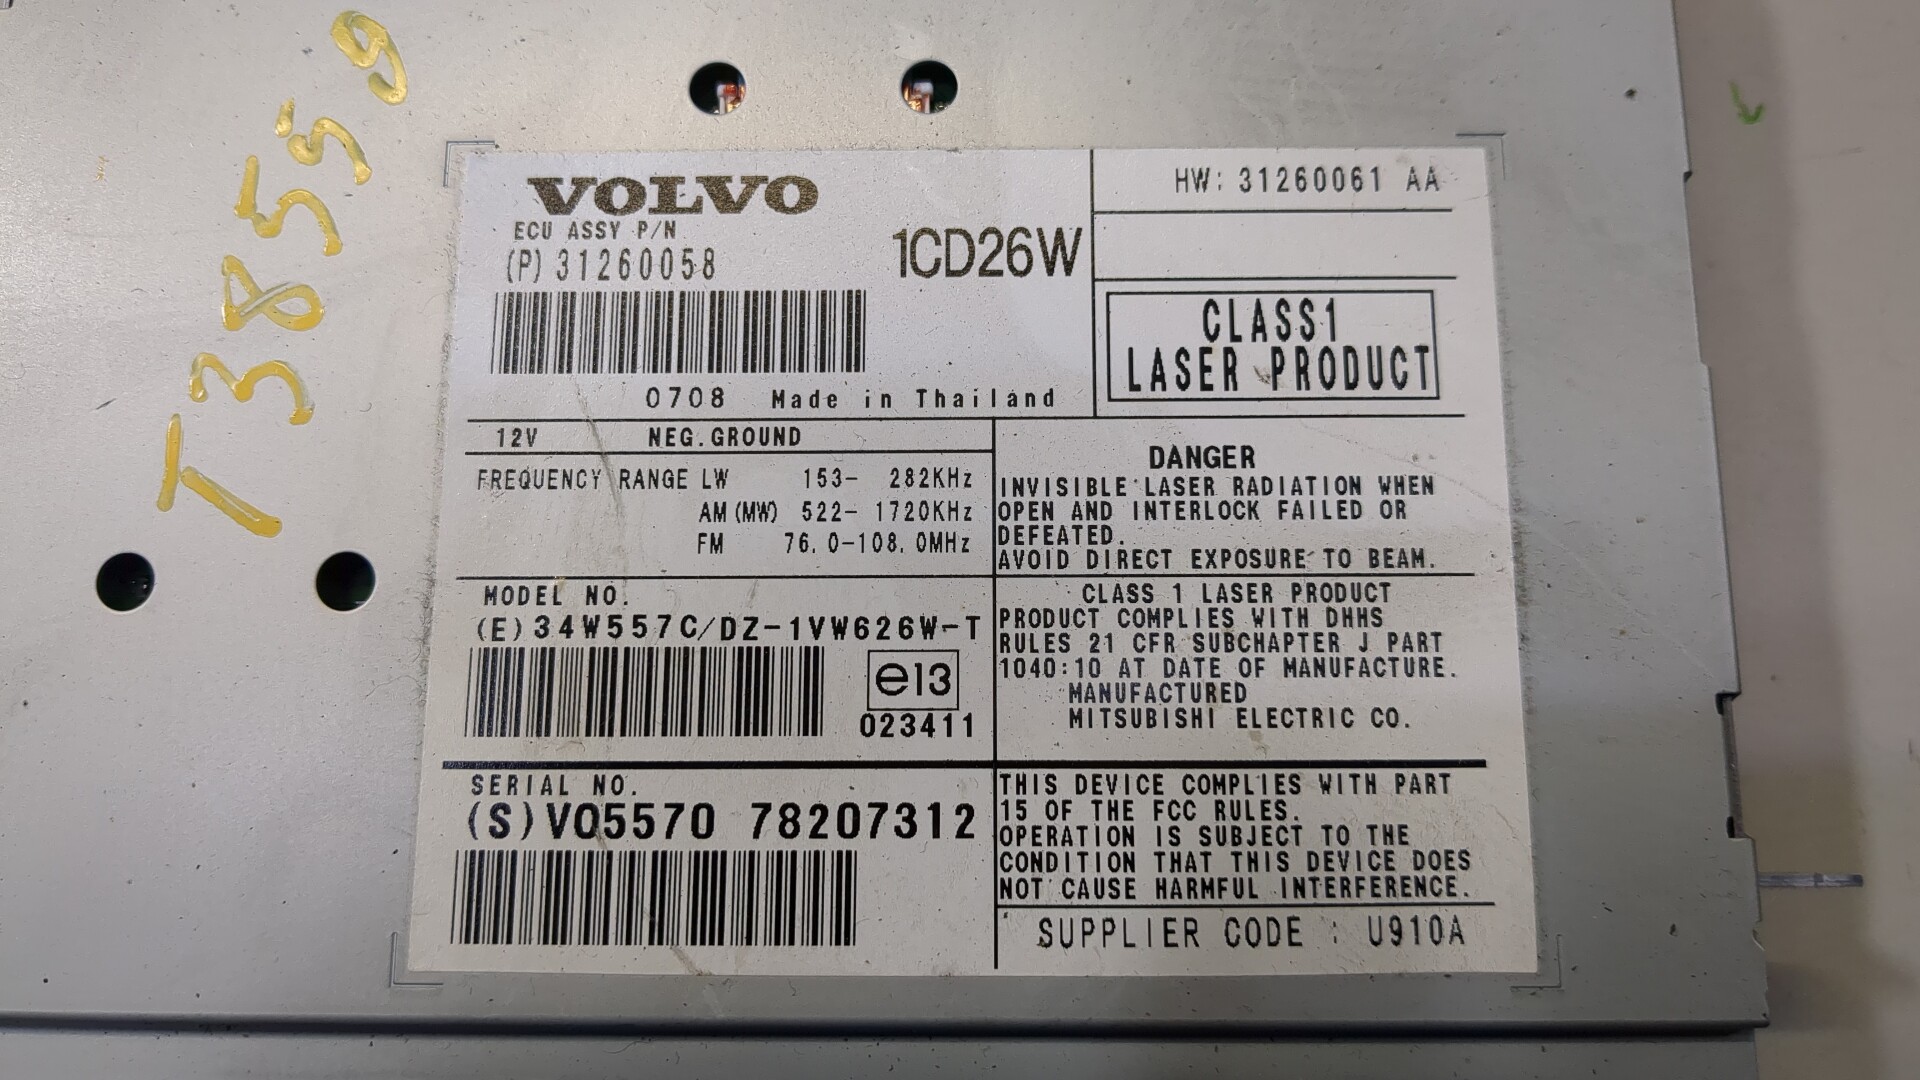 T38559
VOLVO
ECU ASSY P/N
(P) 31260058
1CD26W
0708 Made in Thailand
HW: 31260061 AA
CLASS1
LASER PRODUCT
12V NEG.GROUND
FREQUENCY RANGE LW 153- 282KHz
AM(MW) 522- 1720KHz
FM 76.0-108.0MHz
DANGER
INVISIBLE LASER RADIATION WHEN
OPEN AND INTERLOCK FAILED OR
DEFEATED.
AVOID DIRECT EXPOSURE TO BEAM.
MODEL NO.
(E)34W557C/DZ-1VW626W-T
e13
023411
CLASS 1 LASER PRODUCT
PRODUCT COMPLIES WITH DHHS
RULES 21 CFR SUBCHAPTER J PART
1040:10 AT DATE OF MANUFACTURE.
MANUFACTURED
MITSUBISHI ELECTRIC CO.
SERIAL NO.
(S)VO5570 78207312
THIS DEVICE COMPLIES WITH PART
15 OF THE FCC RULES.
OPERATION IS SUBJECT TO THE
CONDITION THAT THIS DEVICE DOES
NOT CAUSE HARMFUL INTERFERENCE.
SUPPLIER CODE : U910A